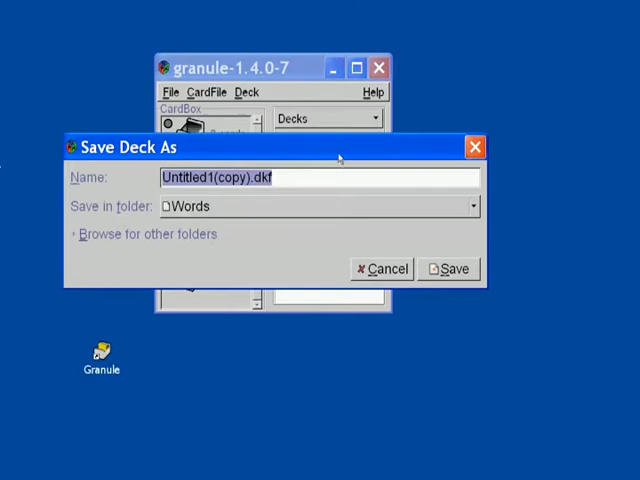 granule-1.4.0-7
File CardFile Deck Help
CardBox
Decks
Save Deck As
Name: Untitled1(copy).dkf
Save in folder: Words
Browse for other folders
Cancel Save
Granule